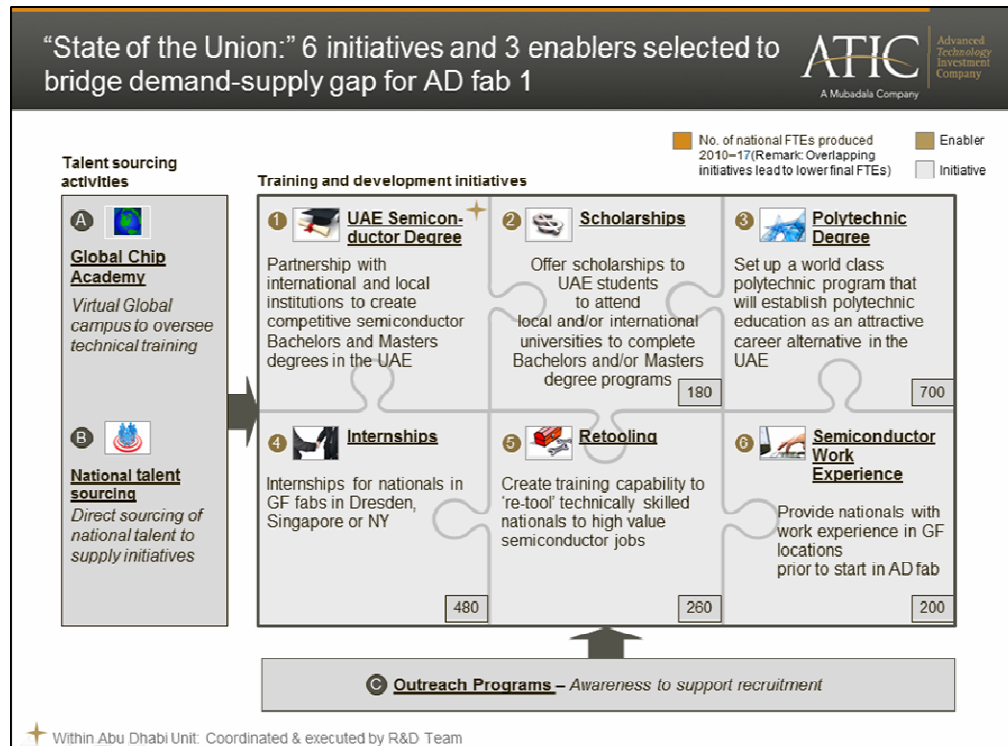 “State of the Union:” 6 initiatives and 3 enablers selected to
bridge demand-supply gap for AD fab 1
ATIC
Advanced
Technology
Investment
Company
A Mubadala Company
No. of national FTEs produced
2010–17(Remark: Overlapping
initiatives lead to lower final FTEs)
Enabler
Initiative
Talent sourcing
activities
Training and development initiatives
A
Global Chip
Academy
Virtual Global
campus to oversee
technical training
B
National talent
sourcing
Direct sourcing of
national talent to
supply initiatives
1
UAE Semicon-
ductor Degree
Partnership with
international and local
institutions to create
competitive semiconductor
Bachelors and Masters
degrees in the UAE
2
Scholarships
Offer scholarships to
UAE students
to attend
local and/or international
universities to complete
Bachelors and/or Masters
degree programs
180
3
Polytechnic
Degree
Set up a world class
polytechnic program that
will establish polytechnic
education as an attractive
career alternative in the
UAE
700
4
Internships
Internships for nationals in
GF fabs in Dresden,
Singapore or NY
480
5
Retooling
Create training capability to
‘re-tool’ technically skilled
nationals to high value
semiconductor jobs
260
6
Semiconductor
Work
Experience
Provide nationals with
work experience in GF
locations
prior to start in AD fab
200
C Outreach Programs – Awareness to support recruitment
Within Abu Dhabi Unit: Coordinated & executed by R&D Team